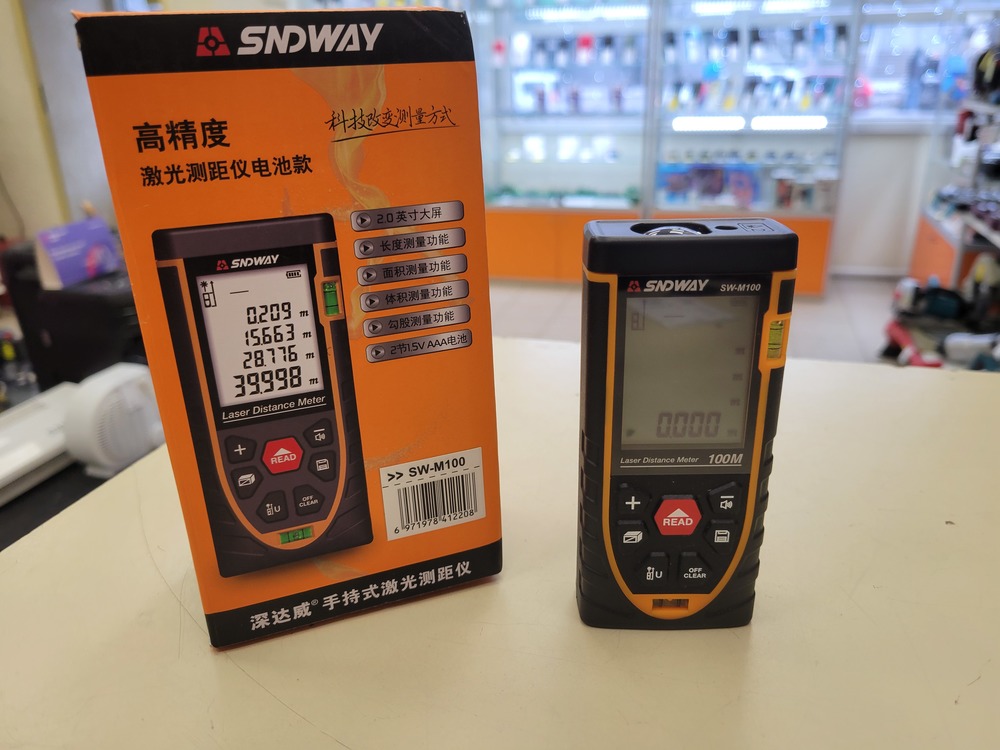 SNDWAY
高精度
科技改变测量方式
激光测距仪电池款
2.0英寸大屏
长度测量功能
面积测量功能
体积测量功能
勾股测量功能
2节1.5V AAA电池
SNDWAY
0.209 m
15.663 m
28.776 m
39.998 m
Laser Distance Meter
READ
U
OFF
CLEAR
>> SW-M100
6 971978 412208
深达威® 手持式激光测距仪
SNDWAY SW-M100
0.000
Laser Distance Meter 100M
READ
U
OFF
CLEAR